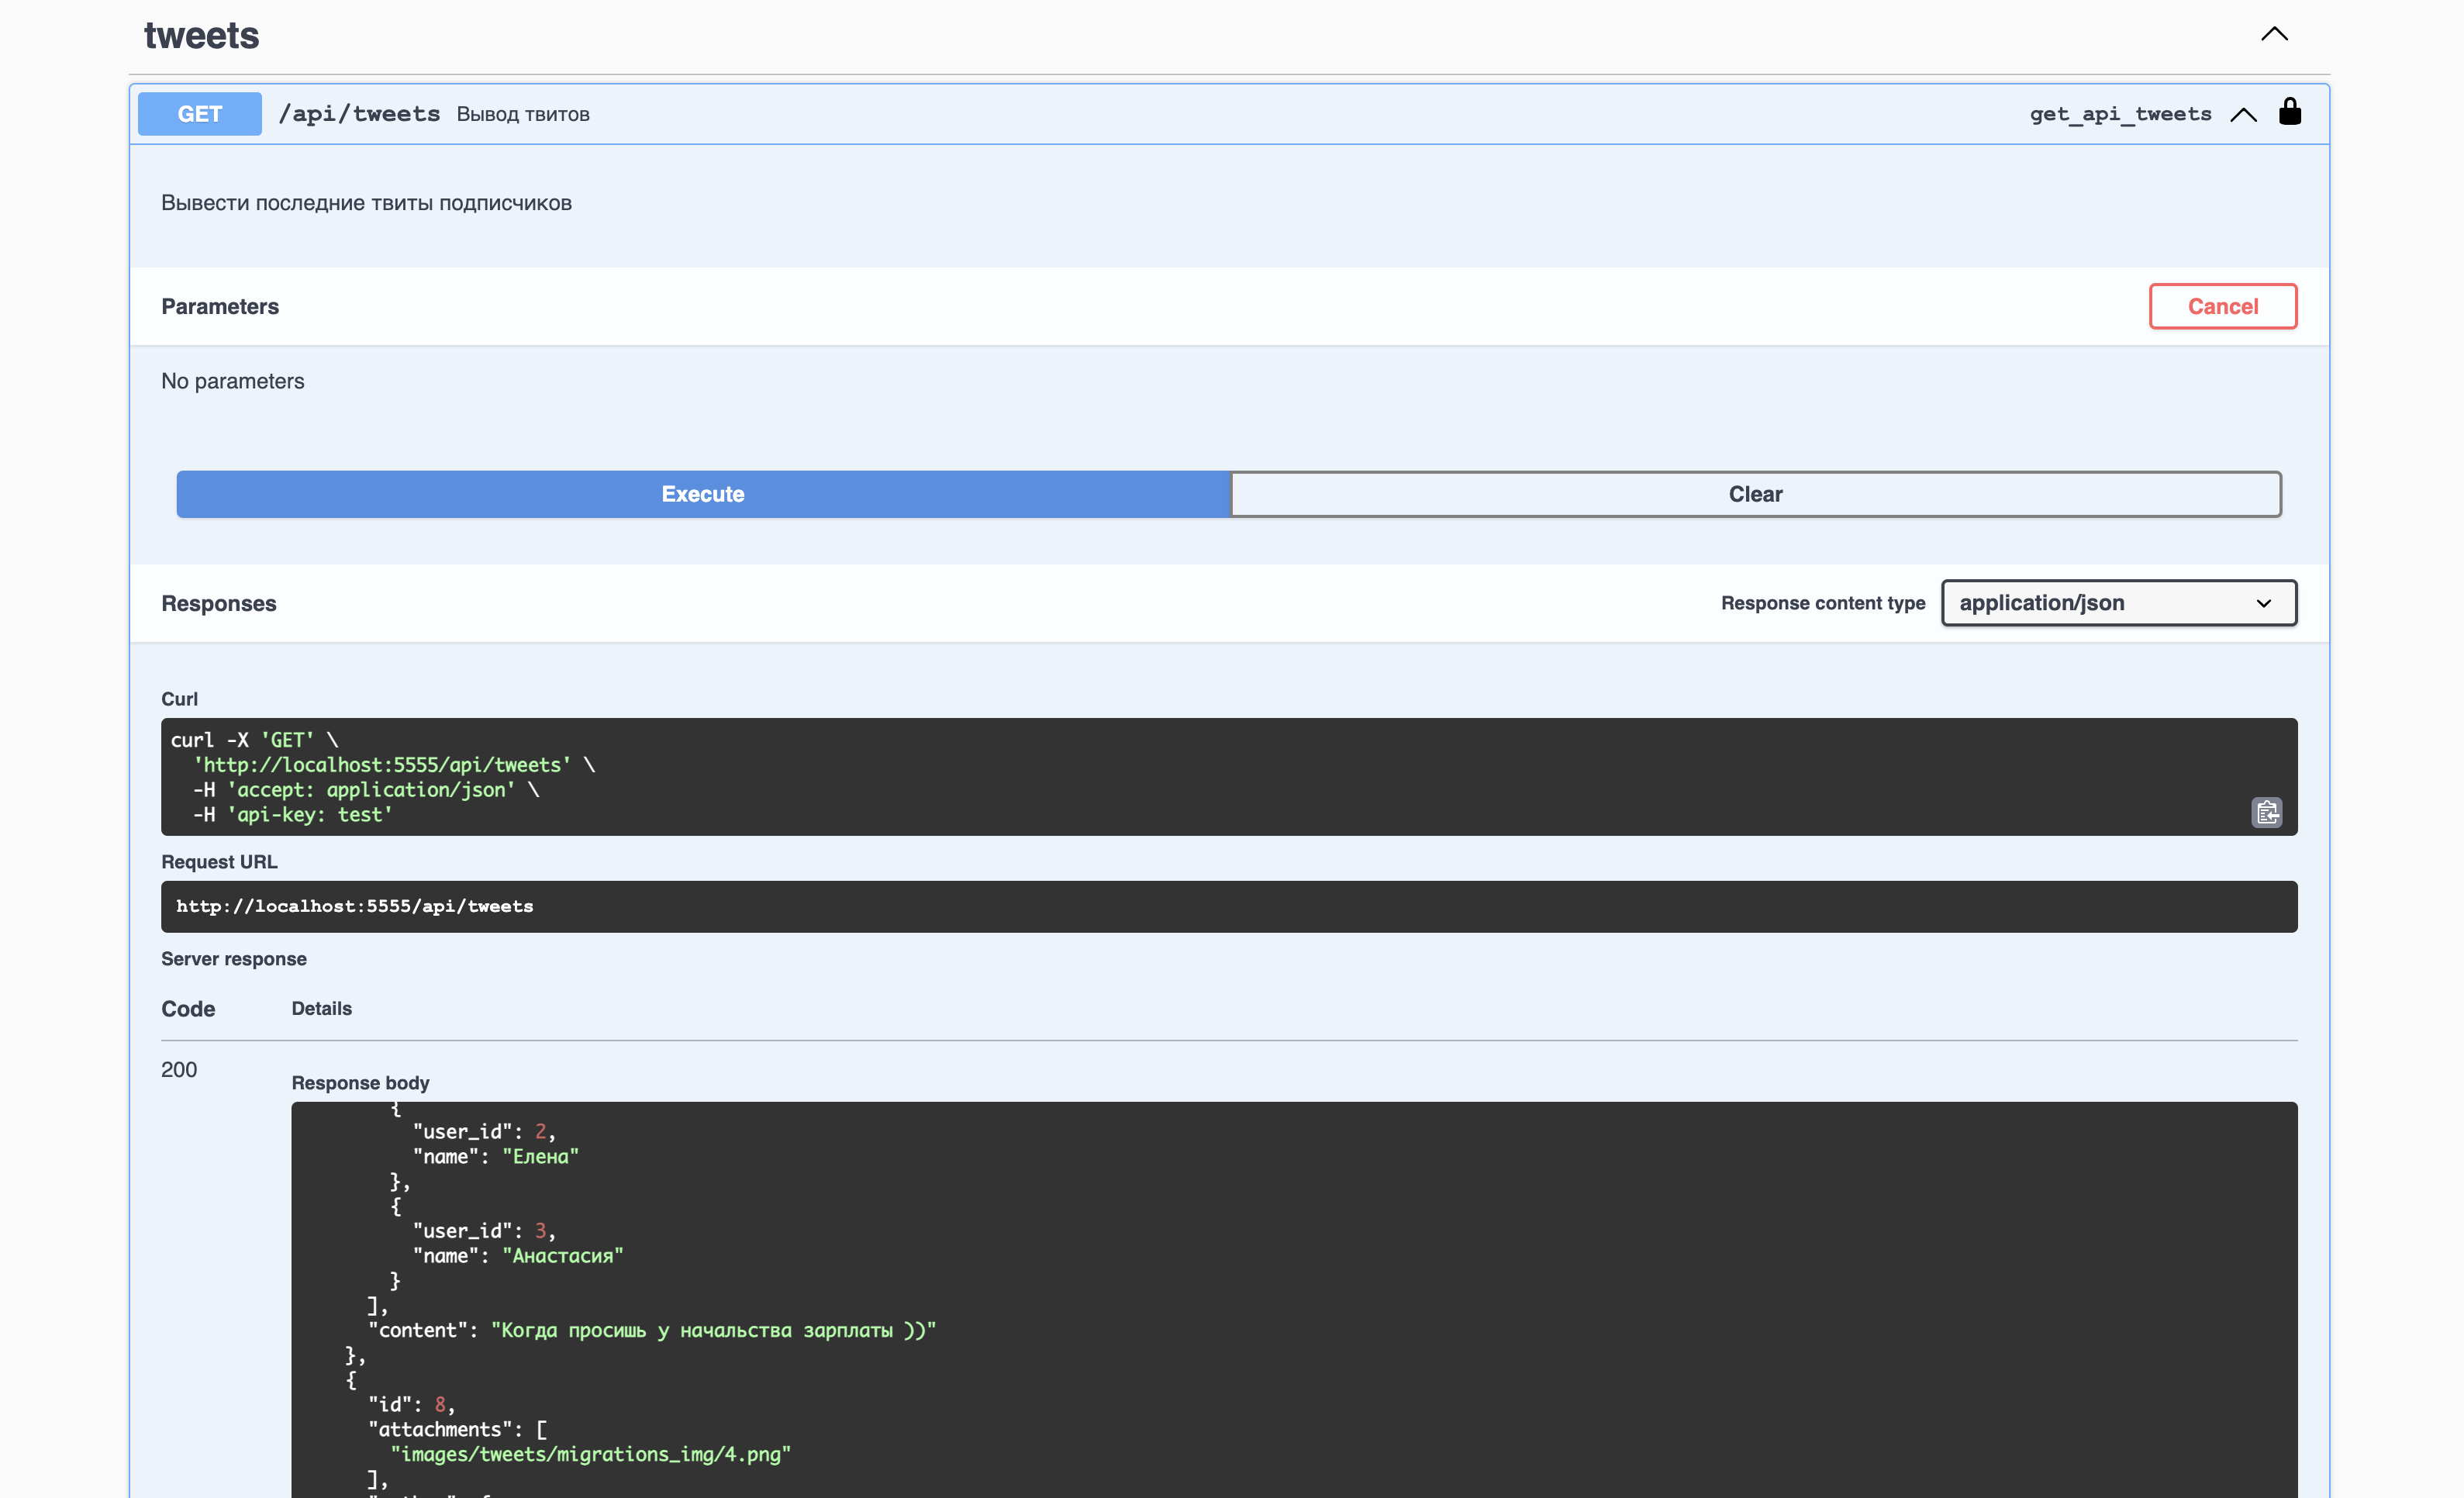 tweets
GET /api/tweets Вывод твитов get_api_tweets
Вывести последние твиты подписчиков
Parameters Cancel
No parameters
Execute Clear
Responses Response content type application/json
Curl
curl -X 'GET' \
'http://localhost:5555/api/tweets' \
-H 'accept: application/json' \
-H 'api-key: test'
Request URL
http://localhost:5555/api/tweets
Server response
Code Details
200
Response body
{
"user_id": 2,
"name": "Елена"
},
{
"user_id": 3,
"name": "Анастасия"
}
],
"content": "Когда просишь у начальства зарплаты ))"
},
{
"id": 8,
"attachments": [
"images/tweets/migrations_img/4.png"
],